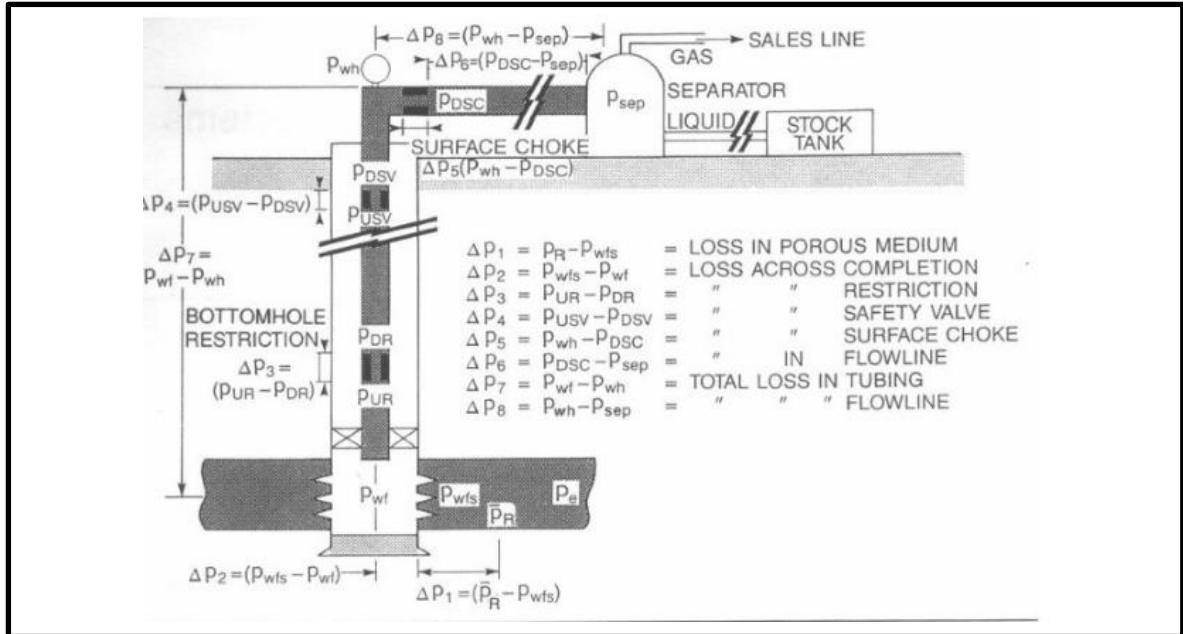 Δp8=(pwh-psep)
SALES LINE
GAS
Δp6=(pDSC-psep)
pwh
pDSC
psep
SEPARATOR
LIQUID
STOCK
TANK
SURFACE CHOKE
Δp5(pwh-pDSC)
pDSV
Δp4=(pUSV-pDSV)
pUSV
Δp7=
pwf-pwh
Δp1 = pR-pwfs = LOSS IN POROUS MEDIUM
Δp2 = pwfs-pwf = LOSS ACROSS COMPLETION
Δp3 = pUR-pDR = " " RESTRICTION
Δp4 = pUSV-pDSV = " " SAFETY VALVE
Δp5 = pwh-pDSC = " " SURFACE CHOKE
Δp6 = pDSC-psep = " IN FLOWLINE
Δp7 = pwf-pwh = TOTAL LOSS IN TUBING
Δp8 = pwh-psep = " " " FLOWLINE
BOTTOMHOLE
RESTRICTION
pDR
Δp3=
(pUR-pDR)
pUR
pwf
pwfs
pe
p̄R
Δp2=(pwfs-pwf)
Δp1=(p̄R-pwfs)